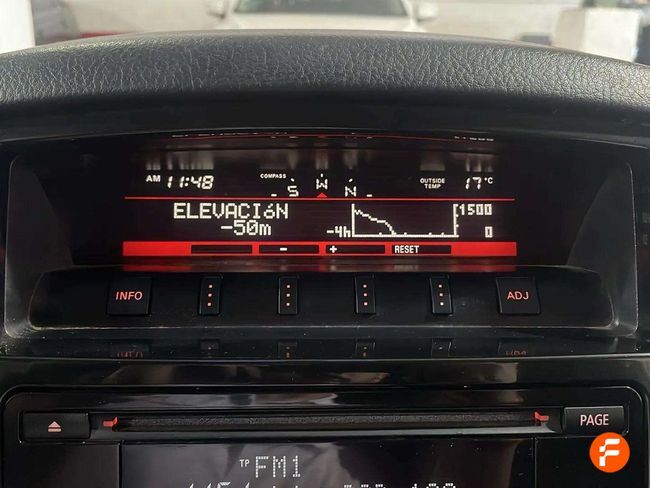 AM 11:48 COMPASS S W N OUTSIDE TEMP 17°C
ELEVACIÓN 1500
-50m -4h 0
- + RESET
INFO ADJ
PAGE
TP FM1